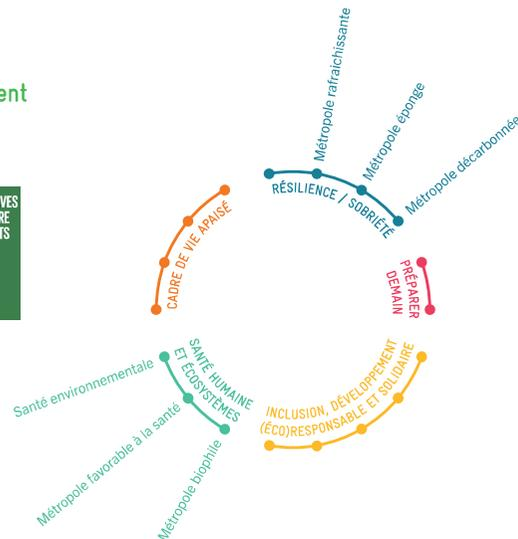 ent
VES
RE
TS
Métropole rafraichissante
Métropole éponge
Métropole décarbonnée
RÉSILIENCE / SOBRIÉTÉ
CADRE DE VIE APAISÉ
PRÉPARER
DEMAIN
INCLUSION, DÉVELOPPEMENT
(ÉCO)RESPONSABLE ET SOLIDAIRE
SANTÉ HUMAINE
ET ÉCOSYSTÈMES
Santé environnementale
Métropole favorable à la santé
Métropole biophile